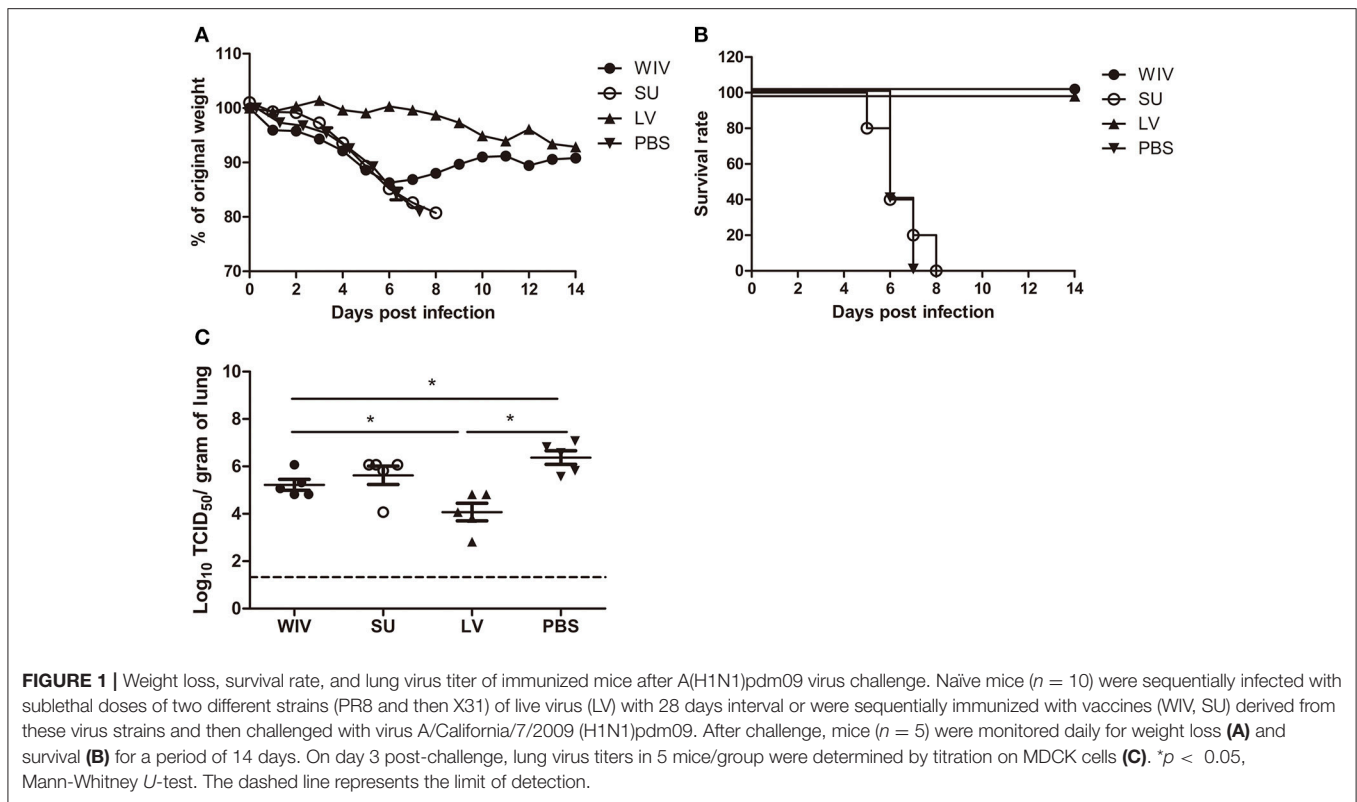 A
110
100
90
80
70
% of original weight
0 2 4 6 8 10 12 14
Days post infection
WIV
SU
LV
PBS
B
120
100
80
60
40
20
0
Survival rate
0 2 4 6 8 10 12 14
Days post infection
WIV
SU
LV
PBS
C
10
8
6
4
2
0
Log10 TCID50/ gram of lung
*
*
*
WIV SU LV PBS
FIGURE 1 | Weight loss, survival rate, and lung virus titer of immunized mice after A(H1N1)pdm09 virus challenge. Naïve mice (n = 10) were sequentially infected with
sublethal doses of two different strains (PR8 and then X31) of live virus (LV) with 28 days interval or were sequentially immunized with vaccines (WIV, SU) derived from
these virus strains and then challenged with virus A/California/7/2009 (H1N1)pdm09. After challenge, mice (n = 5) were monitored daily for weight loss (A) and
survival (B) for a period of 14 days. On day 3 post-challenge, lung virus titers in 5 mice/group were determined by titration on MDCK cells (C). *p < 0.05,
Mann-Whitney U-test. The dashed line represents the limit of detection.